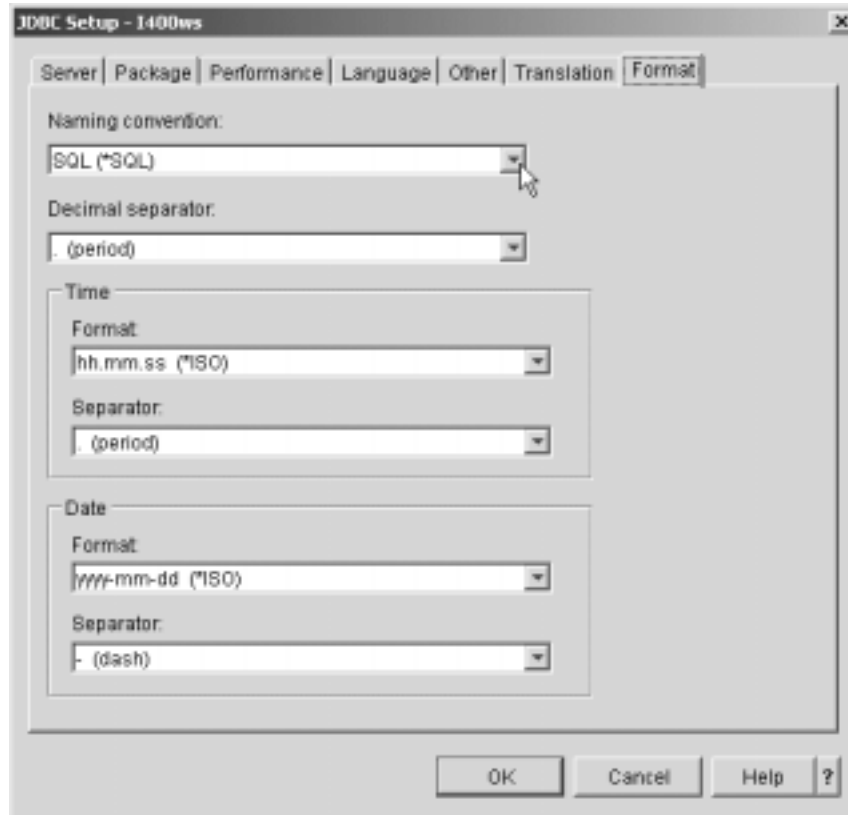 JDBC Setup - I400ws
Server Package Performance Language Other Translation Format
Naming convention:
SQL (*SQL)
Decimal separator:
. (period)
Time
Format:
hh.mm.ss (*ISO)
Separator:
. (period)
Date
Format:
yyyy-mm-dd (*ISO)
Separator:
- (dash)
OK Cancel Help ?